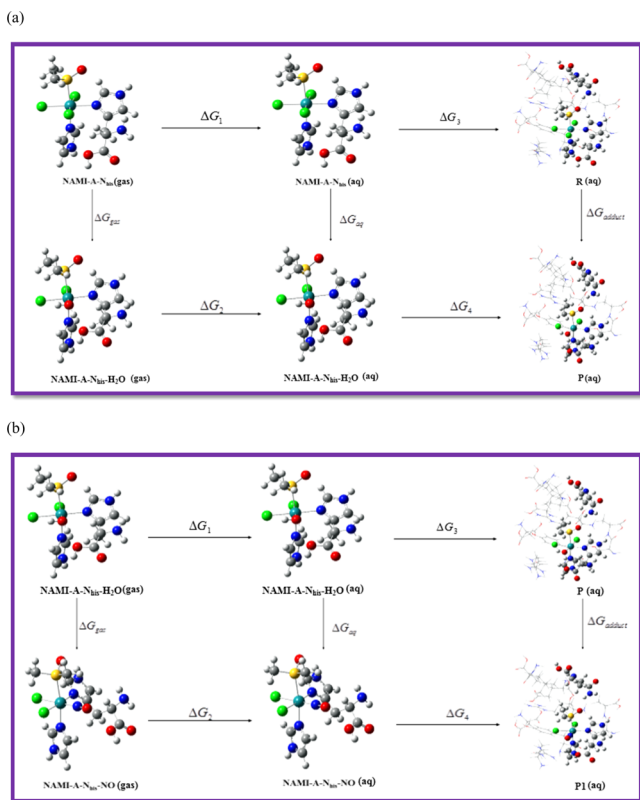 (a)
ΔG₁ ΔG₃
NAMI-A-Nhis (gas) NAMI-A-Nhis (aq) R (aq)
ΔGgas ΔGaq ΔGadduct
ΔG₂ ΔG₄
NAMI-A-Nhis-H₂O (gas) NAMI-A-Nhis-H₂O (aq) P(aq)
(b)
ΔG₁ ΔG₃
NAMI-A-Nhis-H₂O(gas) NAMI-A-Nhis-H₂O (aq) P (aq)
ΔGgas ΔGaq ΔGadduct
ΔG₂ ΔG₄
NAMI-A-Nhis-NO (gas) NAMI-A-Nhis-NO (aq) P1(aq)